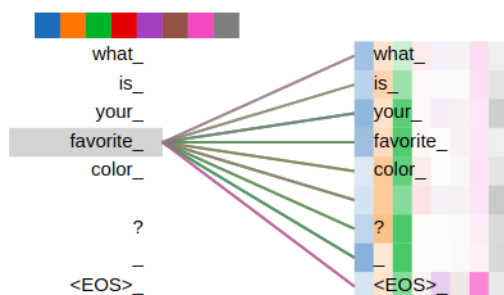 what_ what_
is_ is_
your_ your_
favorite_ favorite_
color_ color_
? ?
_ _
<EOS>_ <EOS>_